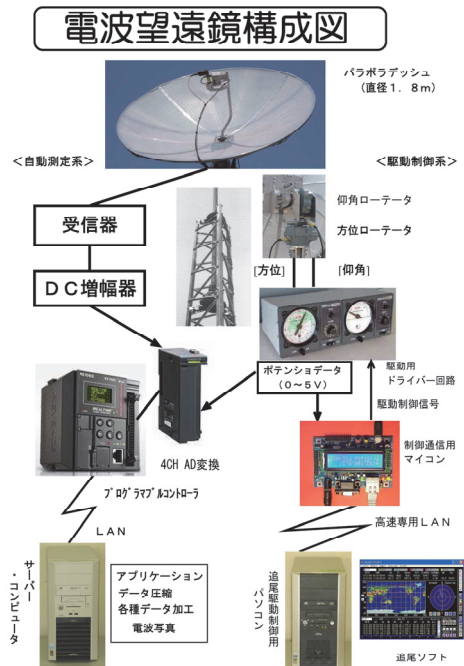 電波望遠鏡構成図
パラボラデッシュ
(直径1.8m)
<自動測定系>
<駆動制御系>
仰角ローテータ
方位ローテータ
受信器
[方位]
[仰角]
DC増幅器
ポテンショデータ
(0~5V)
駆動用
ドライバー回路
駆動制御信号
4CH AD変換
制御通信用
マイコン
プログラマブルコントローラ
LAN
高速専用LAN
サーバー
・コンピュータ
アプリケーション
データ圧縮
各種データ加工
電波写真
追尾駆動制御用
パソコン
追尾ソフト